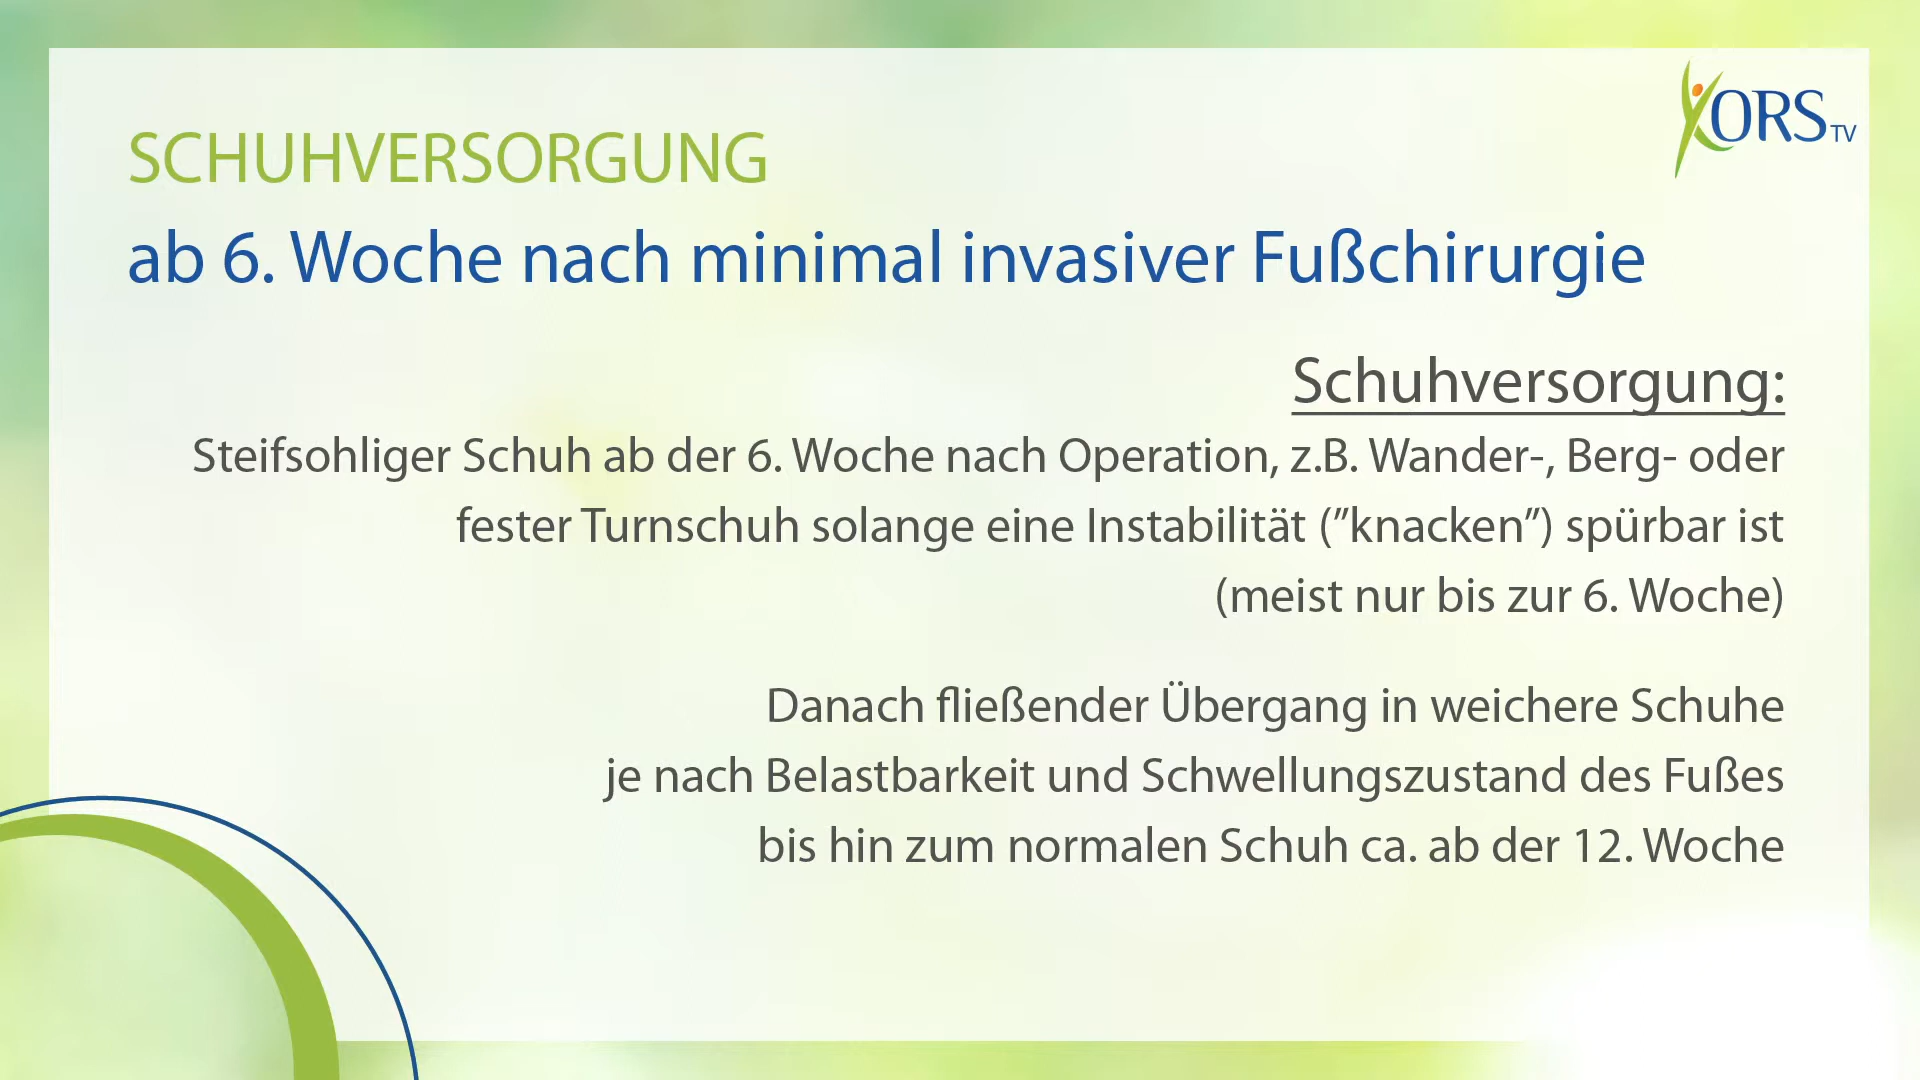 KORS TV
SCHUHVERSORGUNG
ab 6. Woche nach minimal invasiver Fußchirurgie
Schuhversorgung:
Steifsohliger Schuh ab der 6. Woche nach Operation, z.B. Wander-, Berg- oder
fester Turnschuh solange eine Instabilität (”knacken”) spürbar ist
(meist nur bis zur 6. Woche)
Danach fließender Übergang in weichere Schuhe
je nach Belastbarkeit und Schwellungszustand des Fußes
bis hin zum normalen Schuh ca. ab der 12. Woche